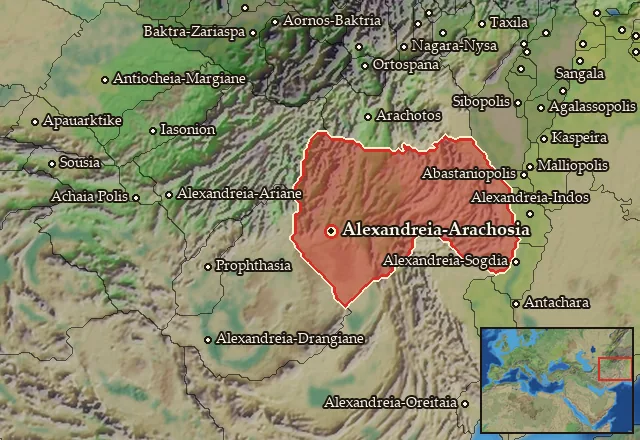 Aornos-Baktria
Taxila
Baktra-Zariaspa
Nagara-Nysa
Ortospana
Antiocheia-Margiane
Sangala
Sibopolis
Agalassopolis
Apauarktike
Arachotos
Iasonion
Kaspeira
Sousia
Malliopolis
Abastaniopolis
Achaia Polis
Alexandreia-Ariane
Alexandreia-Indos
Alexandreia-Arachosia
Alexandreia-Sogdia
Prophthasia
Antachara
Alexandreia-Drangiane
Alexandreia-Oreitaia